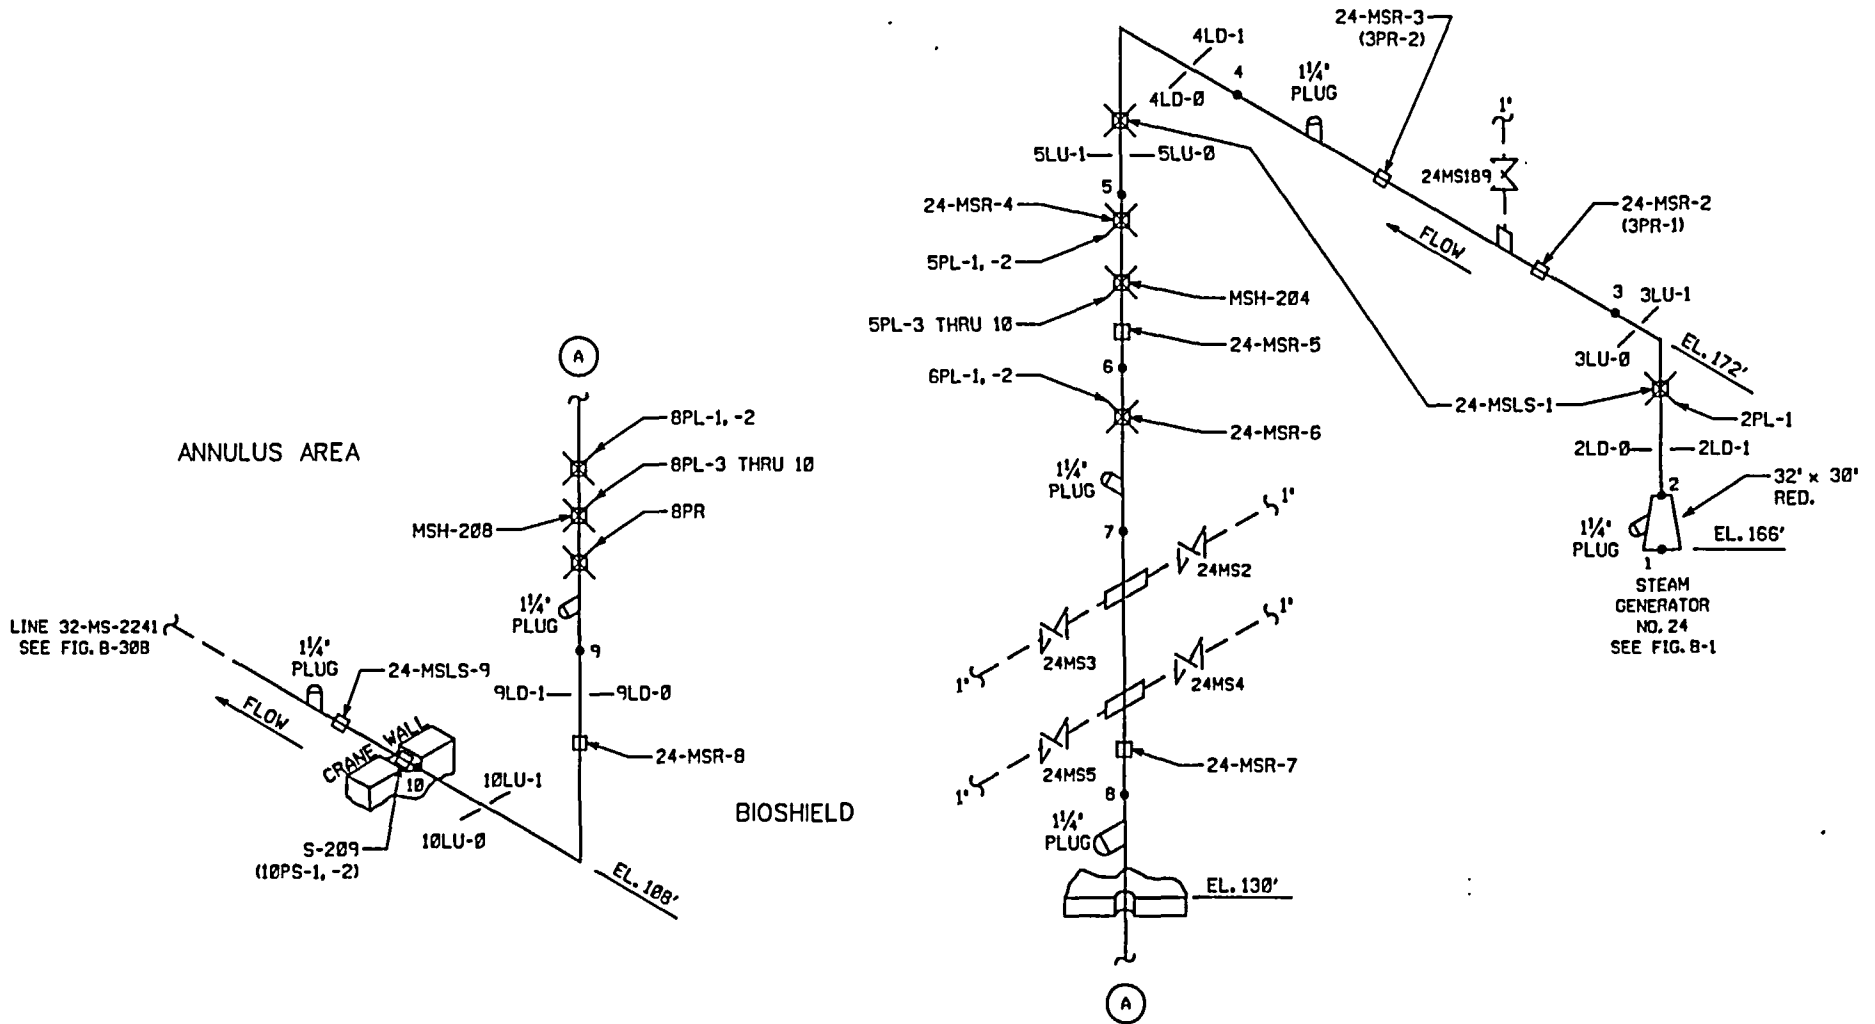 24-MSR-3
(3PR-2)
4LD-1
4
1¼"
PLUG
4LD-0
1"
24MS189
24-MSR-2
(3PR-1)
FLOW
5LU-1
5LU-0
5
24-MSR-4
5PL-1, -2
MSH-204
5PL-3 THRU 10
24-MSR-5
6
6PL-1, -2
24-MSR-6
3
3LU-1
3LU-0
EL. 172'
24-MSLS-1
2PL-1
2LD-0
2LD-1
2
32" x 30"
RED.
1¼"
PLUG
EL. 166'
1
STEAM
GENERATOR
NO. 24
SEE FIG. B-1
1¼"
PLUG
7
1"
24MS2
24MS3
1"
1"
24MS4
24MS5
1"
24-MSR-7
8
1¼"
PLUG
EL. 130'
A
A
ANNULUS AREA
8PL-1, -2
8PL-3 THRU 10
MSH-208
8PR
1¼"
PLUG
9
LINE 32-MS-2241
SEE FIG. B-30B
1¼"
PLUG
24-MSLS-9
FLOW
9LD-1
9LD-0
CRANE WALL
10
24-MSR-8
10LU-1
10LU-0
S-209
(10PS-1, -2)
EL. 108'
BIOSHIELD